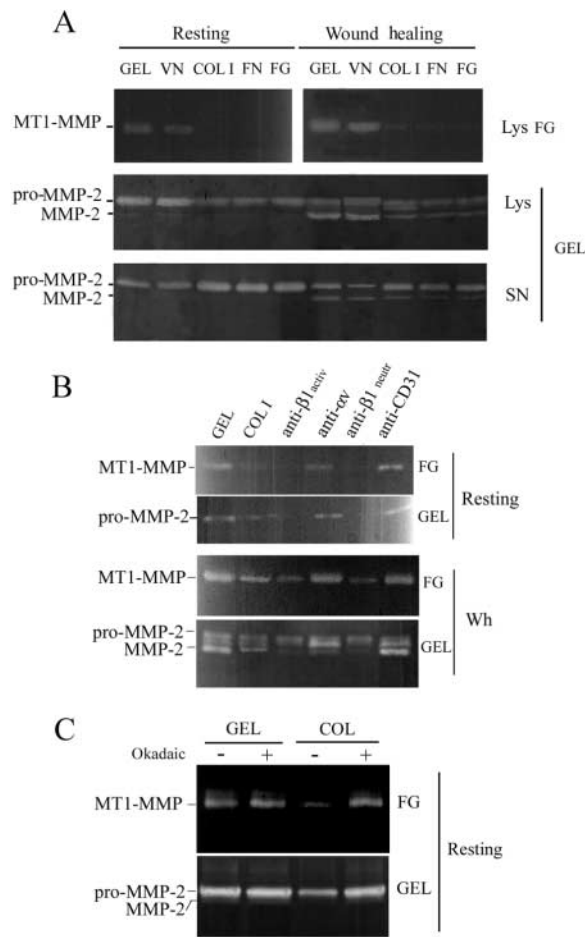 A
Resting Wound healing
GEL VN COL I FN FG GEL VN COL I FN FG
MT1-MMP Lys FG
pro-MMP-2 Lys
MMP-2
GEL
pro-MMP-2
MMP-2 SN
B
GEL COL I anti-β1activ anti-αv anti-β1 neutr anti-CD31
MT1-MMP FG
Resting
pro-MMP-2 GEL
MT1-MMP FG
Wh
pro-MMP-2
MMP-2 GEL
C
GEL COL
Okadaic - + - +
MT1-MMP FG
Resting
pro-MMP-2 GEL
MMP-2